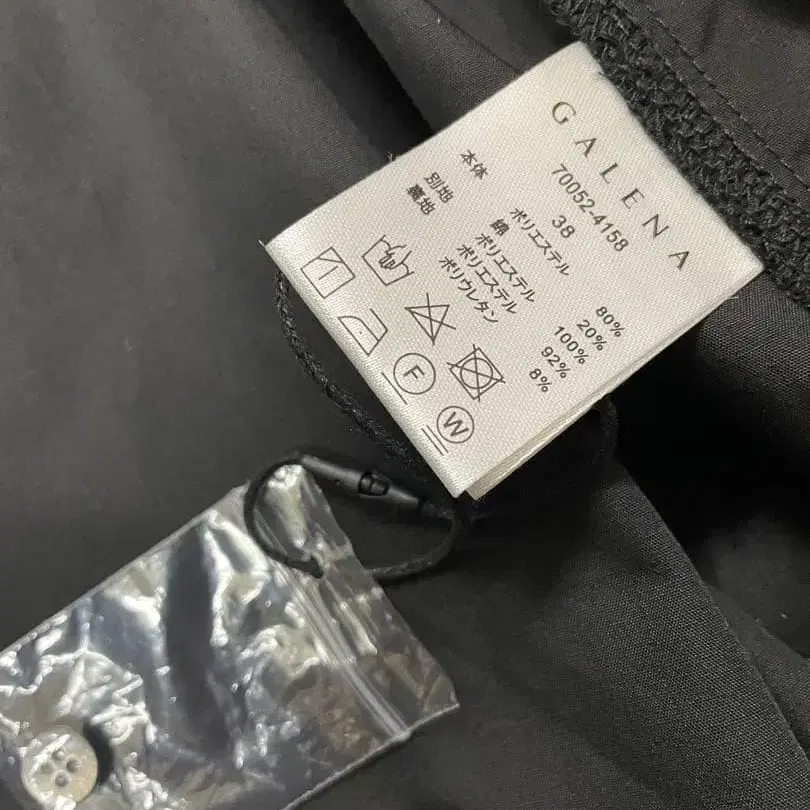 GALENA
70052-4158
38
本体 ポリエステル 80%
綿 20%
別地 ポリエステル 100%
裏地 ポリエステル 92%
ポリウレタン 8%
F
W